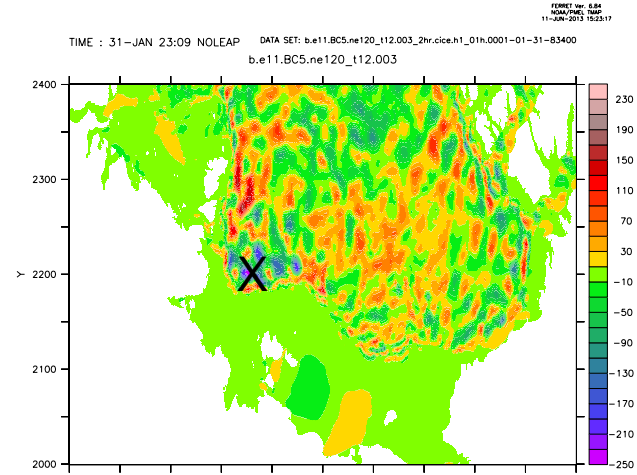 FERRET Ver. 6.84
NOAA/PMEL TMAP
11-JUN-2013 15:23:17
TIME : 31-JAN 23:09 NOLEAP
DATA SET: b.e11.BC5.ne120_t12.003_2hr.cice.h1_01h.0001-01-31-83400
b.e11.BC5.ne120_t12.003
2400
2300
2200
2100
2000
Y
X
230
190
150
110
70
30
-10
-50
-90
-130
-170
-210
-250